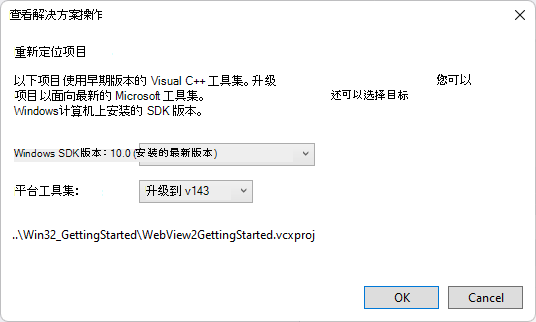 查看解决方案操作
重新定位项目
以下项目使用早期版本的 Visual C++ 工具集。升级 您可以
项目以面向最新的 Microsoft 工具集。 还可以选择目标
Windows计算机上安装的 SDK 版本。
Windows SDK版本：10.0 (安装的最新版本)
平台工具集： 升级到 v143
..\Win32_GettingStarted\WebView2GettingStarted.vcxproj
OK Cancel